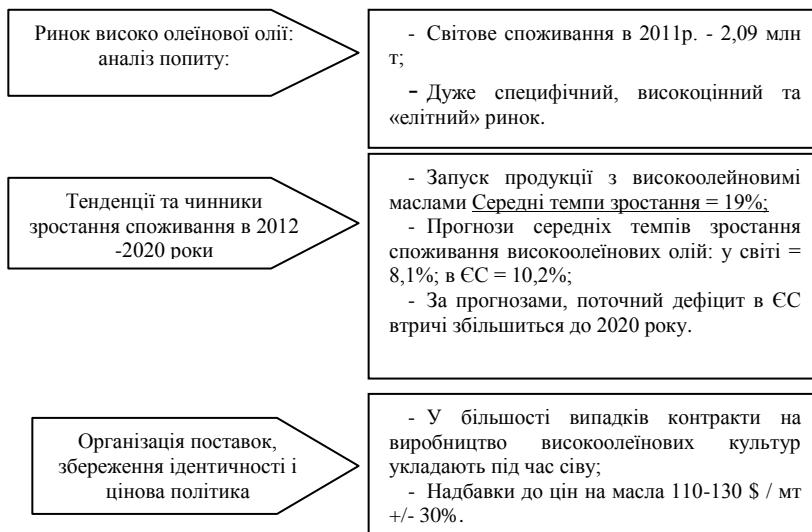 Ринок високо олеїнової олії:
аналіз попиту:
- Світове споживання в 2011р. - 2,09 млн
т;
- Дуже специфічний, високоцінний та
«елітний» ринок.
Тенденції та чинники
зростання споживання в 2012
-2020 роки
- Запуск продукції з високоолейновимі
маслами Середні темпи зростання = 19%;
- Прогнози середніх темпів зростання
споживання високоолеїнових олій: у світі =
8,1%; в ЄС = 10,2%;
- За прогнозами, поточний дефіцит в ЄС
втричі збільшиться до 2020 року.
Організація поставок,
збереження ідентичності і
цінова політика
- У більшості випадків контракти на
виробництво високоолеїнових культур
укладають під час сіву;
- Надбавки до цін на масла 110-130 $ / мт
+/- 30%.